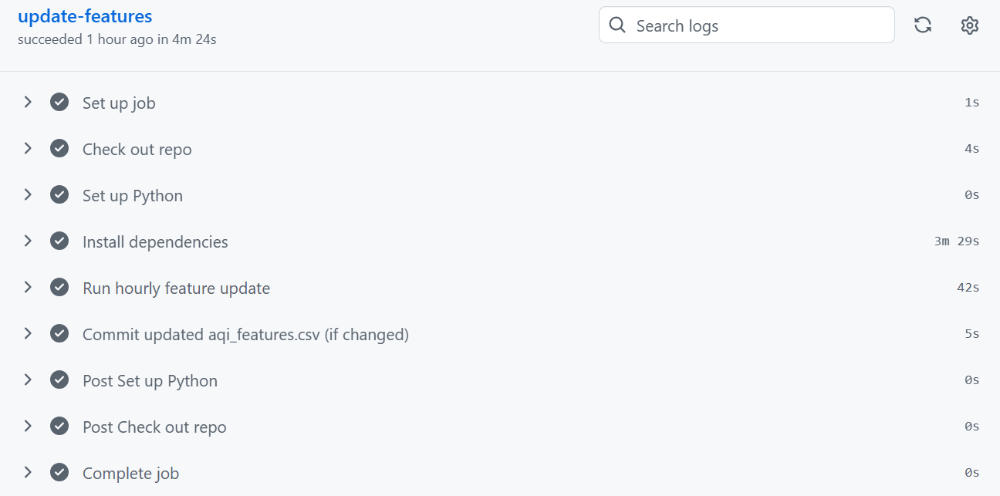 update-features
succeeded 1 hour ago in 4m 24s
Search logs
Set up job 1s
Check out repo 4s
Set up Python 0s
Install dependencies 3m 29s
Run hourly feature update 42s
Commit updated aqi_features.csv (if changed) 5s
Post Set up Python 0s
Post Check out repo 0s
Complete job 0s